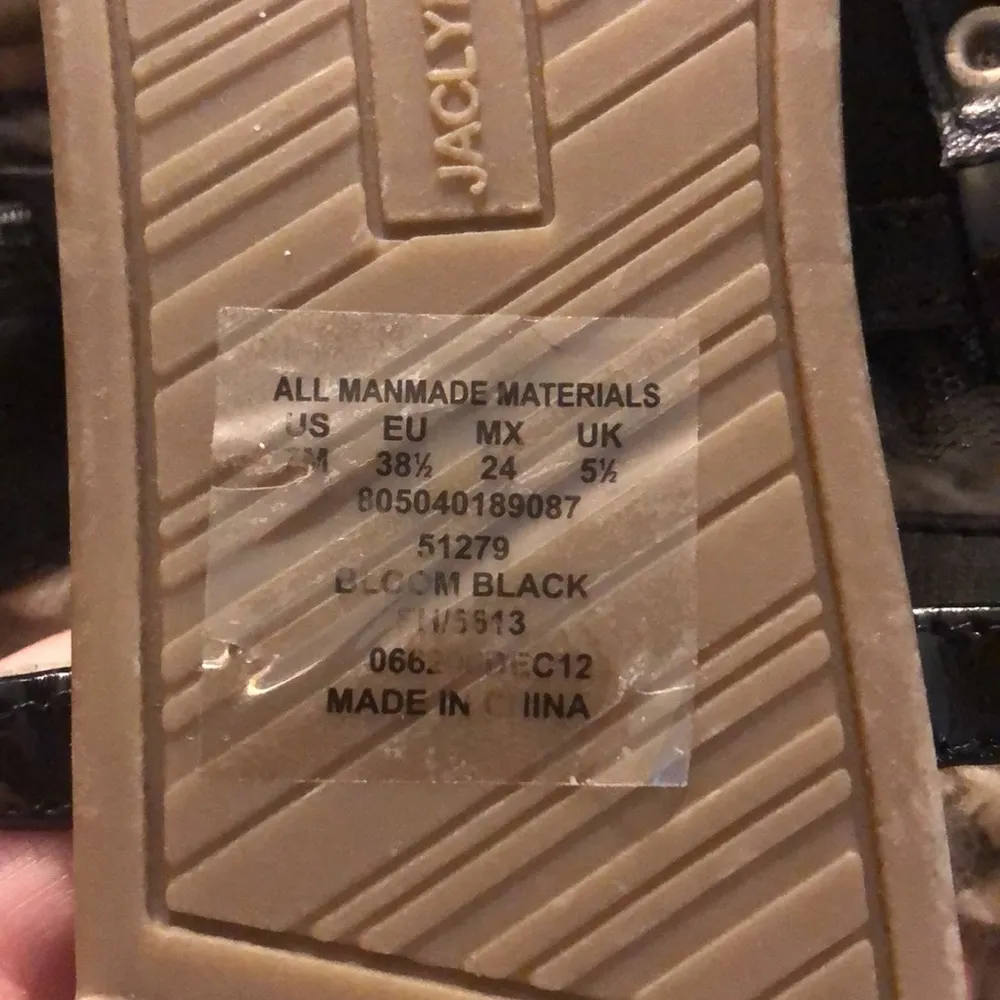 JACLY
ALL MANMADE MATERIALS
US EU MX UK
38½ 24 5½
805040189087
51279
BLOOM BLACK
MADE IN CHINA